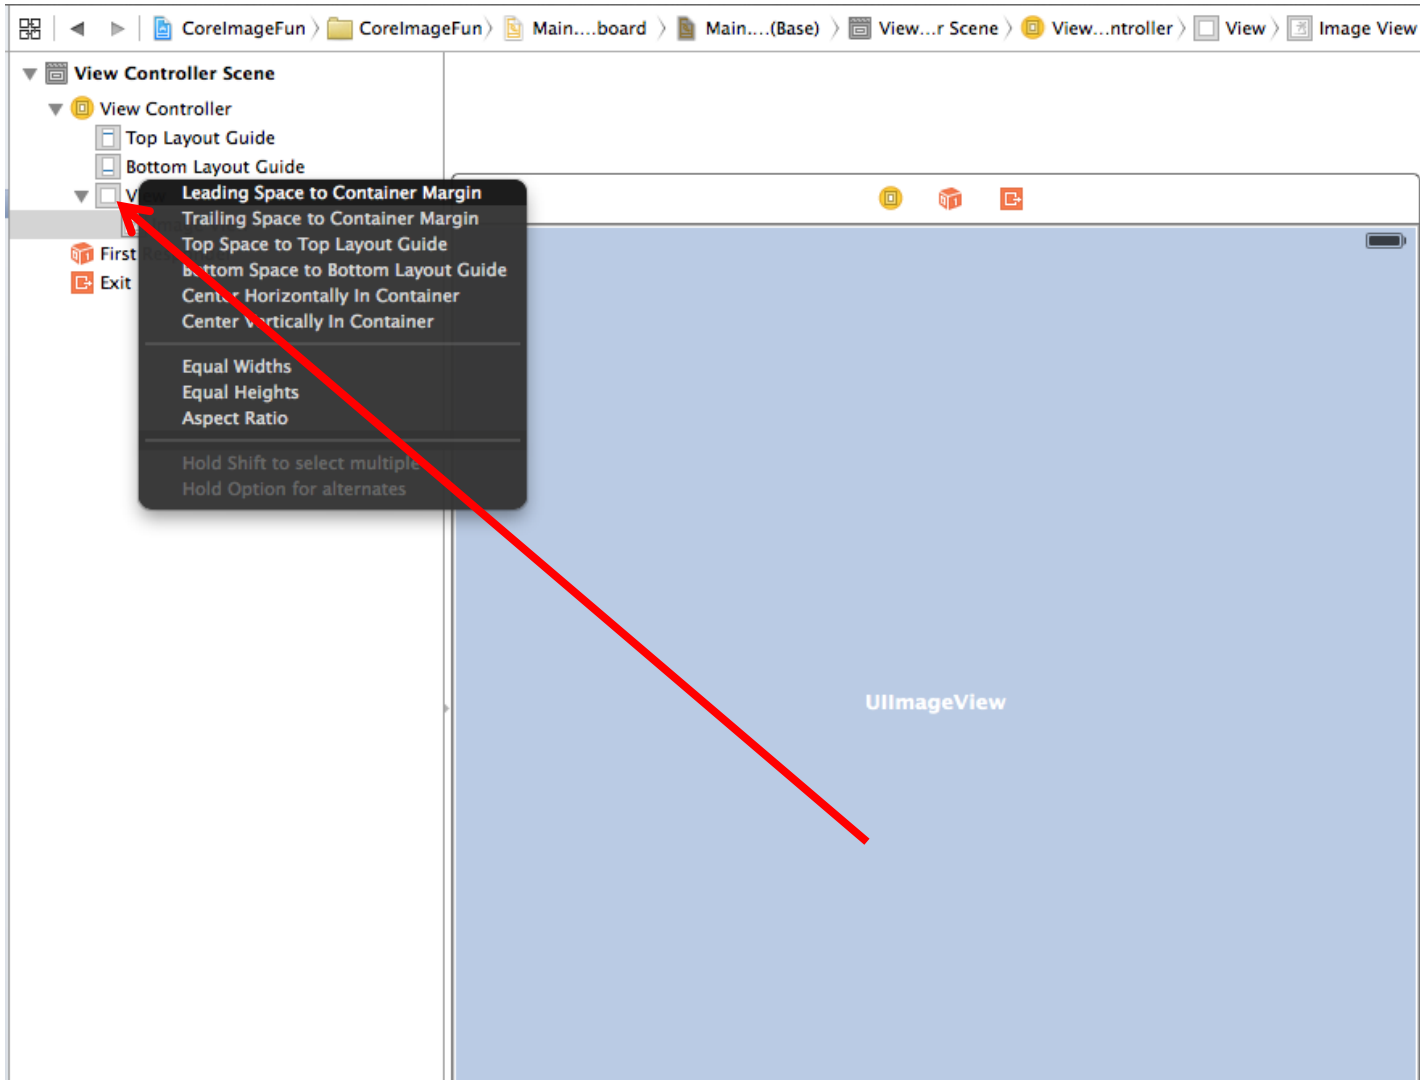 CoreImageFun CoreImageFun Main....board Main....(Base) View...r Scene View...ntroller View Image View
View Controller Scene
View Controller
Top Layout Guide
Bottom Layout Guide
Leading Space to Container Margin
Trailing Space to Container Margin
Top Space to Top Layout Guide
First
Bottom Space to Bottom Layout Guide
Exit
Center Horizontally In Container
Center Vertically In Container
Equal Widths
Equal Heights
Aspect Ratio
Hold Shift to select multiple
Hold Option for alternates
UIImageView